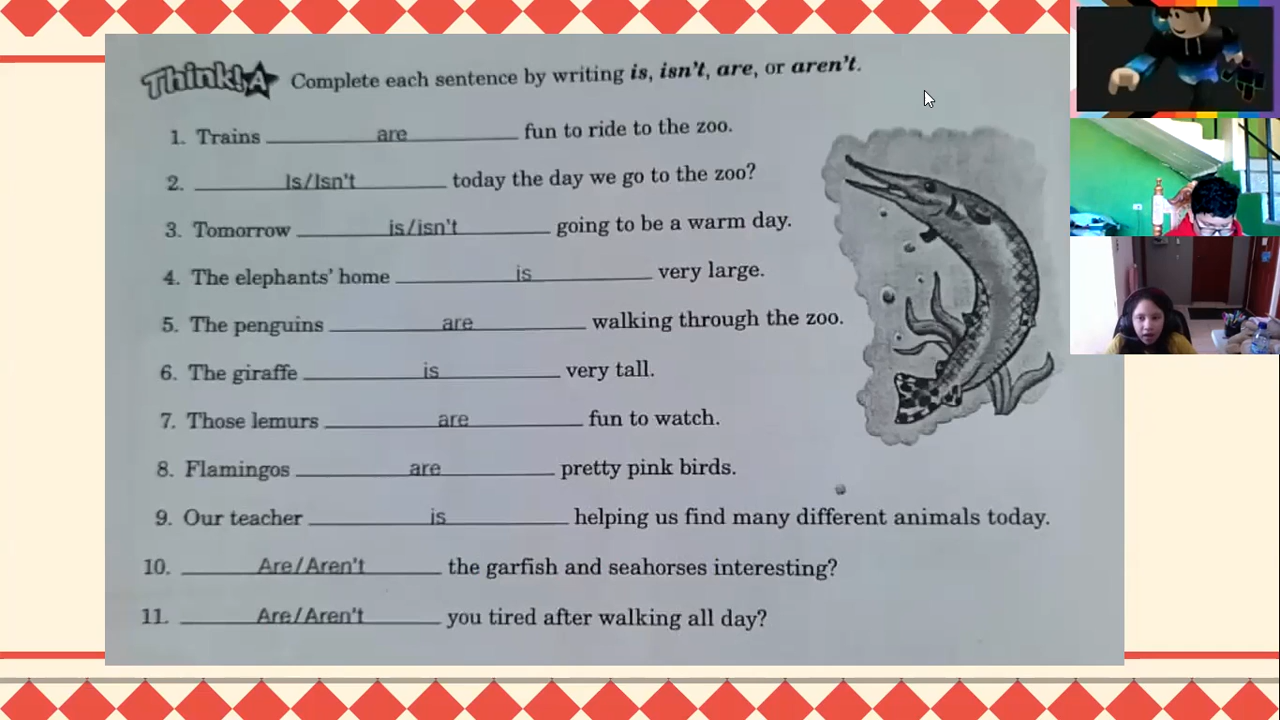 Think! A Complete each sentence by writing is, isn't, are, or aren't.
1. Trains are fun to ride to the zoo.
2. Is/Isn't today the day we go to the zoo?
3. Tomorrow is/isn't going to be a warm day.
4. The elephants' home is very large.
5. The penguins are walking through the zoo.
6. The giraffe is very tall.
7. Those lemurs are fun to watch.
8. Flamingos are pretty pink birds.
9. Our teacher is helping us find many different animals today.
10. Are/Aren't the garfish and seahorses interesting?
11. Are/Aren't you tired after walking all day?